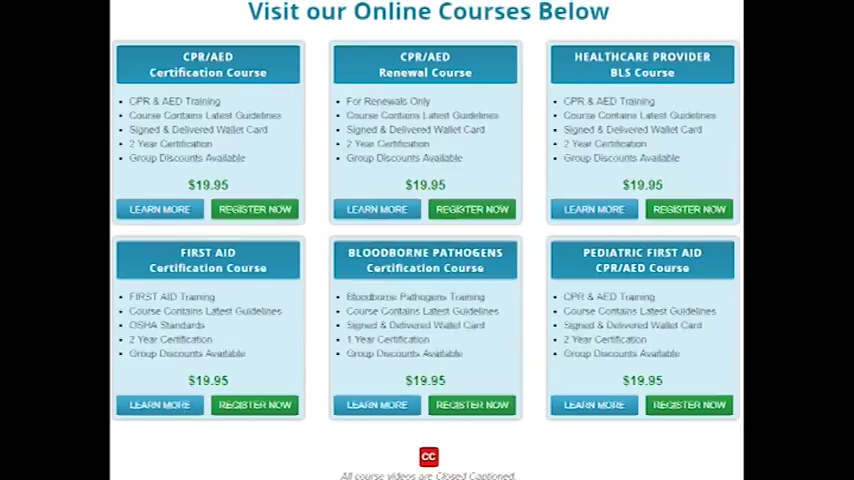 Visit our Online Courses Below
CPR/AED
Certification Course
CPR & AED Training
Course Contains Latest Guidelines
Signed & Delivered Wallet Card
2 Year Certification
Group Discounts Available
$19.95
LEARN MORE
REGISTER NOW
CPR/AED
Renewal Course
For Renewals Only
Course Contains Latest Guidelines
Signed & Delivered Wallet Card
2 Year Certification
Group Discounts Available
$19.95
LEARN MORE
REGISTER NOW
HEALTHCARE PROVIDER
BLS Course
CPR & AED Training
Course Contains Latest Guidelines
Signed & Delivered Wallet Card
2 Year Certification
Group Discounts Available
$19.95
LEARN MORE
REGISTER NOW
FIRST AID
Certification Course
FIRST AID Training
Course Contains Latest Guidelines
OSHA Standards
2 Year Certification
Group Discounts Available
$19.95
LEARN MORE
REGISTER NOW
BLOODBORNE PATHOGENS
Certification Course
Bloodborne Pathogens Training
Course Contains Latest Guidelines
Signed & Delivered Wallet Card
1 Year Certification
Group Discounts Available
$19.95
LEARN MORE
REGISTER NOW
PEDIATRIC FIRST AID
CPR/AED Course
CPR & AED Training
Course Contains Latest Guidelines
Signed & Delivered Wallet Card
2 Year Certification
Group Discounts Available
$19.95
LEARN MORE
REGISTER NOW
CC
All course videos are Closed Captioned.